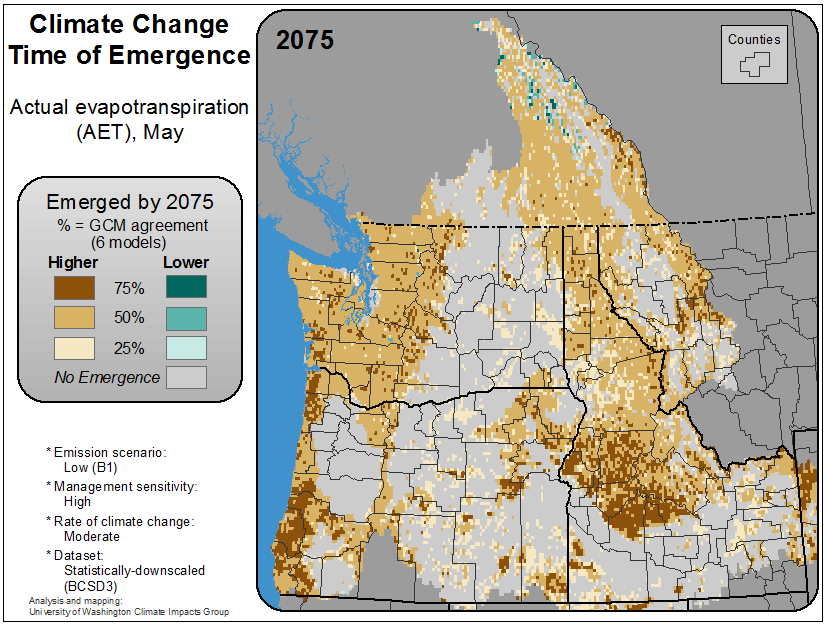 Climate Change
Time of Emergence
Actual evapotranspiration
(AET), May
Emerged by 2075
% = GCM agreement
(6 models)
Higher Lower
75%
50%
25%
No Emergence
* Emission scenario:
Low (B1)
* Management sensitivity:
High
* Rate of climate change:
Moderate
* Dataset:
Statistically-downscaled
(BCSD3)
Analysis and mapping:
University of Washington Climate Impacts Group
2075
Counties